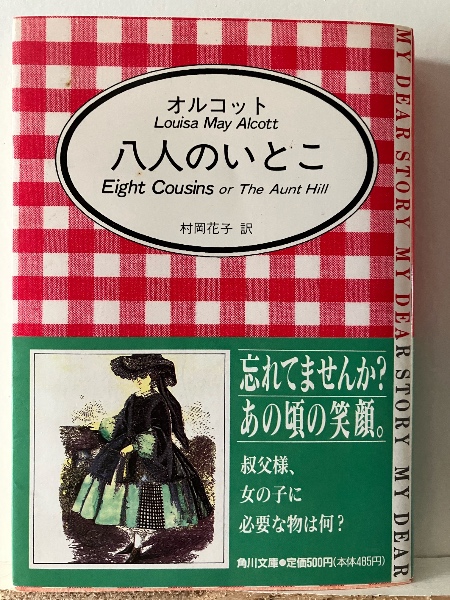 オルコット
Louisa May Alcott
八人のいとこ
Eight Cousins or The Aunt Hill
村岡花子 訳
忘れてませんか?
あの頃の笑顔。
叔父様、
女の子に
必要な物は何?
角川文庫●定価500円(本体485円)
MY DEAR STORY MY DEAR STORY MY DEAR